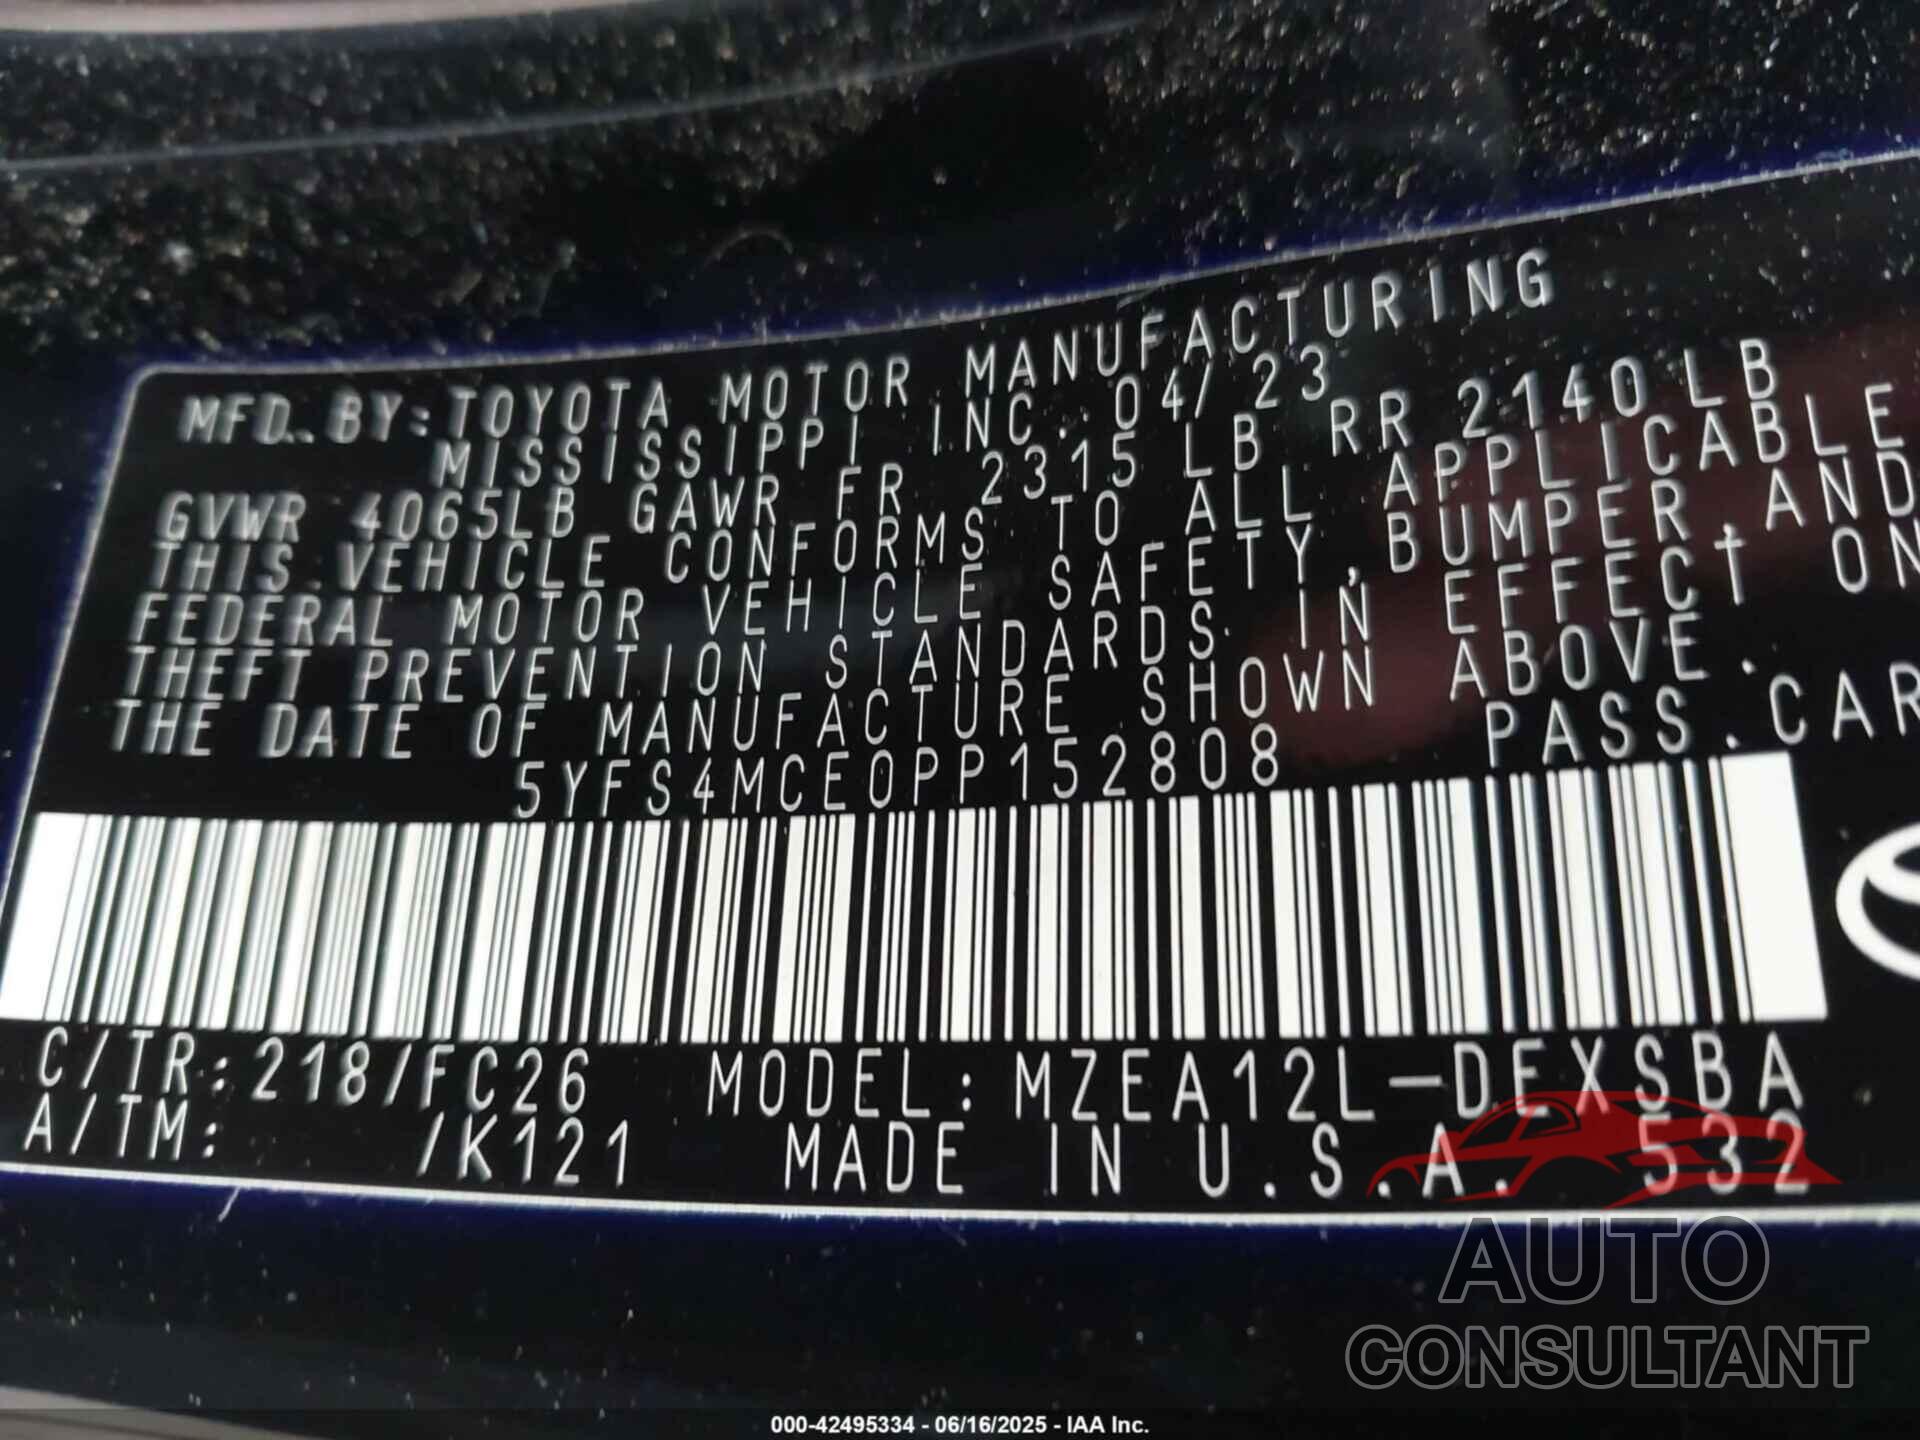 MFD. BY: TOYOTA MOTOR MANUFACTURING
MISSISSIPPI, INC. 04/23
GVWR 4065LB GAWR FR 2315 LB RR 2140LB
THIS VEHICLE CONFORMS TO ALL APPLICABLE
FEDERAL MOTOR VEHICLE SAFETY, BUMPER, AND
THEFT PREVENTION STANDARDS IN EFFECT ON
THE DATE OF MANUFACTURE SHOWN ABOVE.
5YFS4MCE0PP152808 PASS.CAR
C/TR:218/FC26 MODEL: MZEA12L-DEXSBA
A/TM: /K121 MADE IN U.S.A. 532
AUTO
CONSULTANT
000-42495334 - 06/16/2025 - IAA Inc.